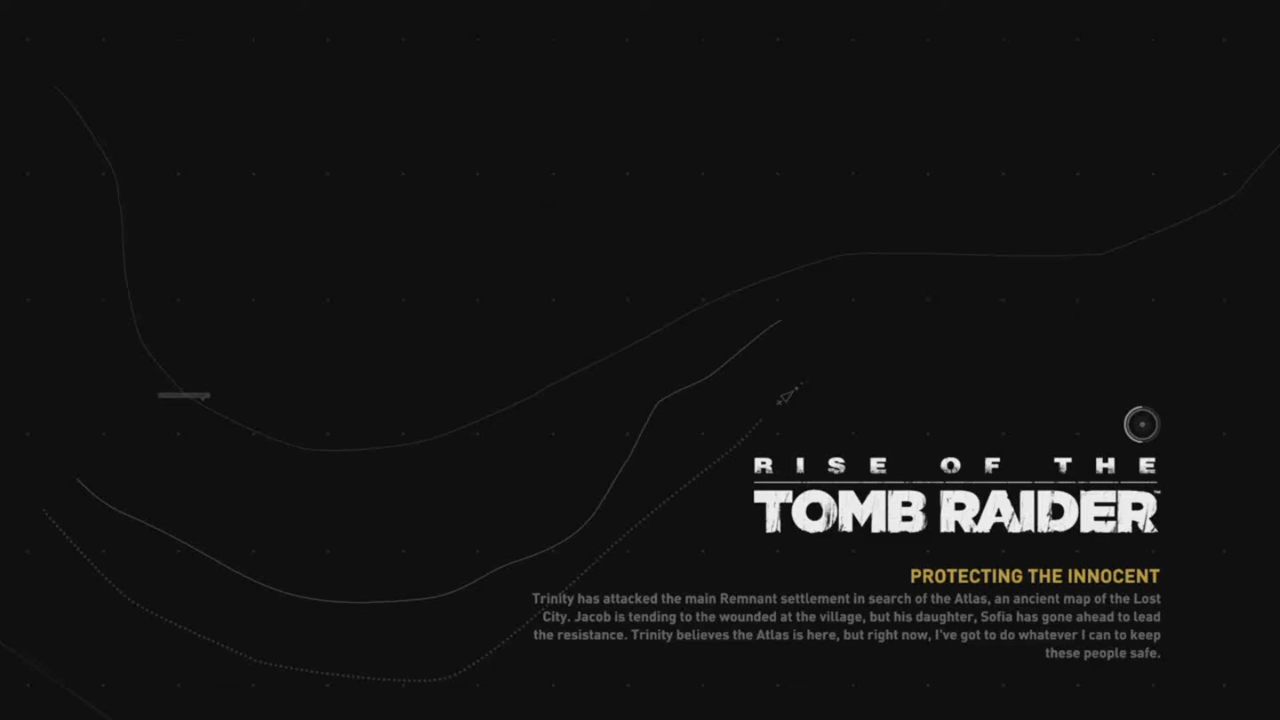 RISE OF THE
TOMB RAIDER™
PROTECTING THE INNOCENT
Trinity has attacked the main Remnant settlement in search of the Atlas, an ancient map of the Lost
City. Jacob is tending to the wounded at the village, but his daughter, Sofia has gone ahead to lead
the resistance. Trinity believes the Atlas is here, but right now, I've got to do whatever I can to keep
these people safe.